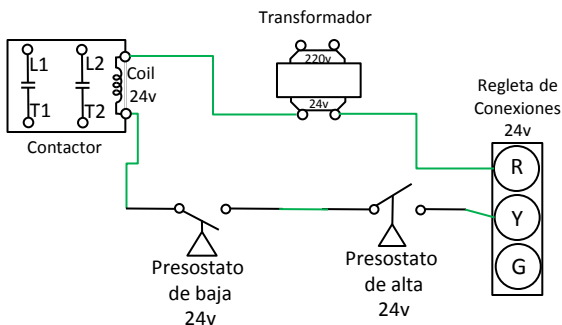 Transformador
220v
24v
L1
L2
Coil
24v
T1
T2
Contactor
Regleta de
Conexiones
24v
R
Y
G
Presostato
de baja
24v
Presostato
de alta
24v